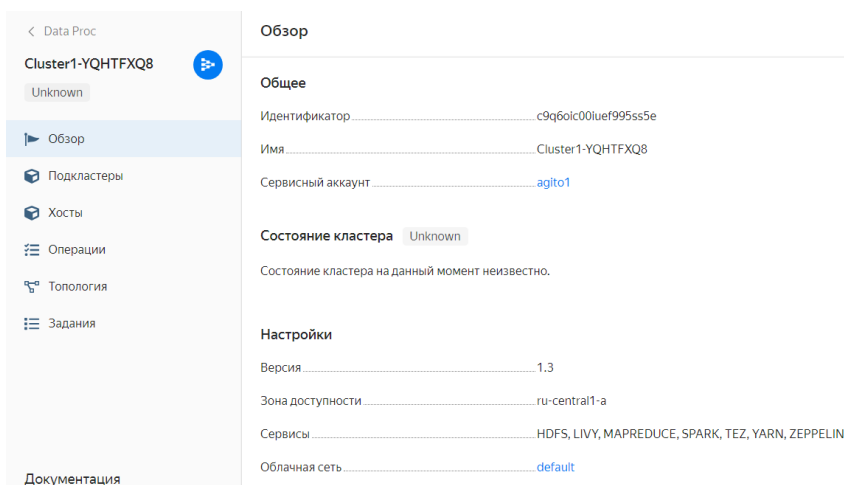 Data Proc
Cluster1-YQHTFXQ8
Unknown
Обзор
Подкластеры
Хосты
Операции
Топология
Задания
Документация
Обзор
Общее
Идентификатор c9q6oic00iuef995ss5e
Имя Cluster1-YQHTFXQ8
Сервисный аккаунт agito1
Состояние кластера Unknown
Состояние кластера на данный момент неизвестно.
Настройки
Версия 1.3
Зона доступности ru-central1-a
Сервисы HDFS, LIVY, MAPREDUCE, SPARK, TEZ, YARN, ZEPPELIN
Облачная сеть default